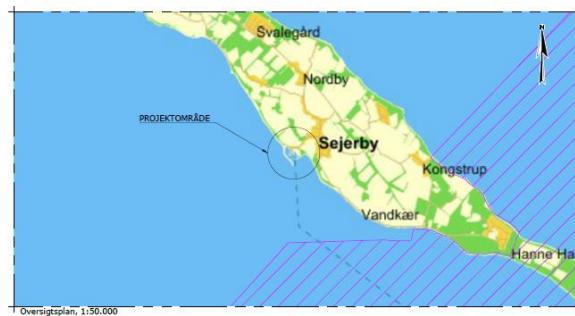 Svalegård
Nordby
PROJEKTOMRÅDE
Sejerby
Kongstrup
Vandkær
Hanne Ha
Oversigtsplan, 1:50.000